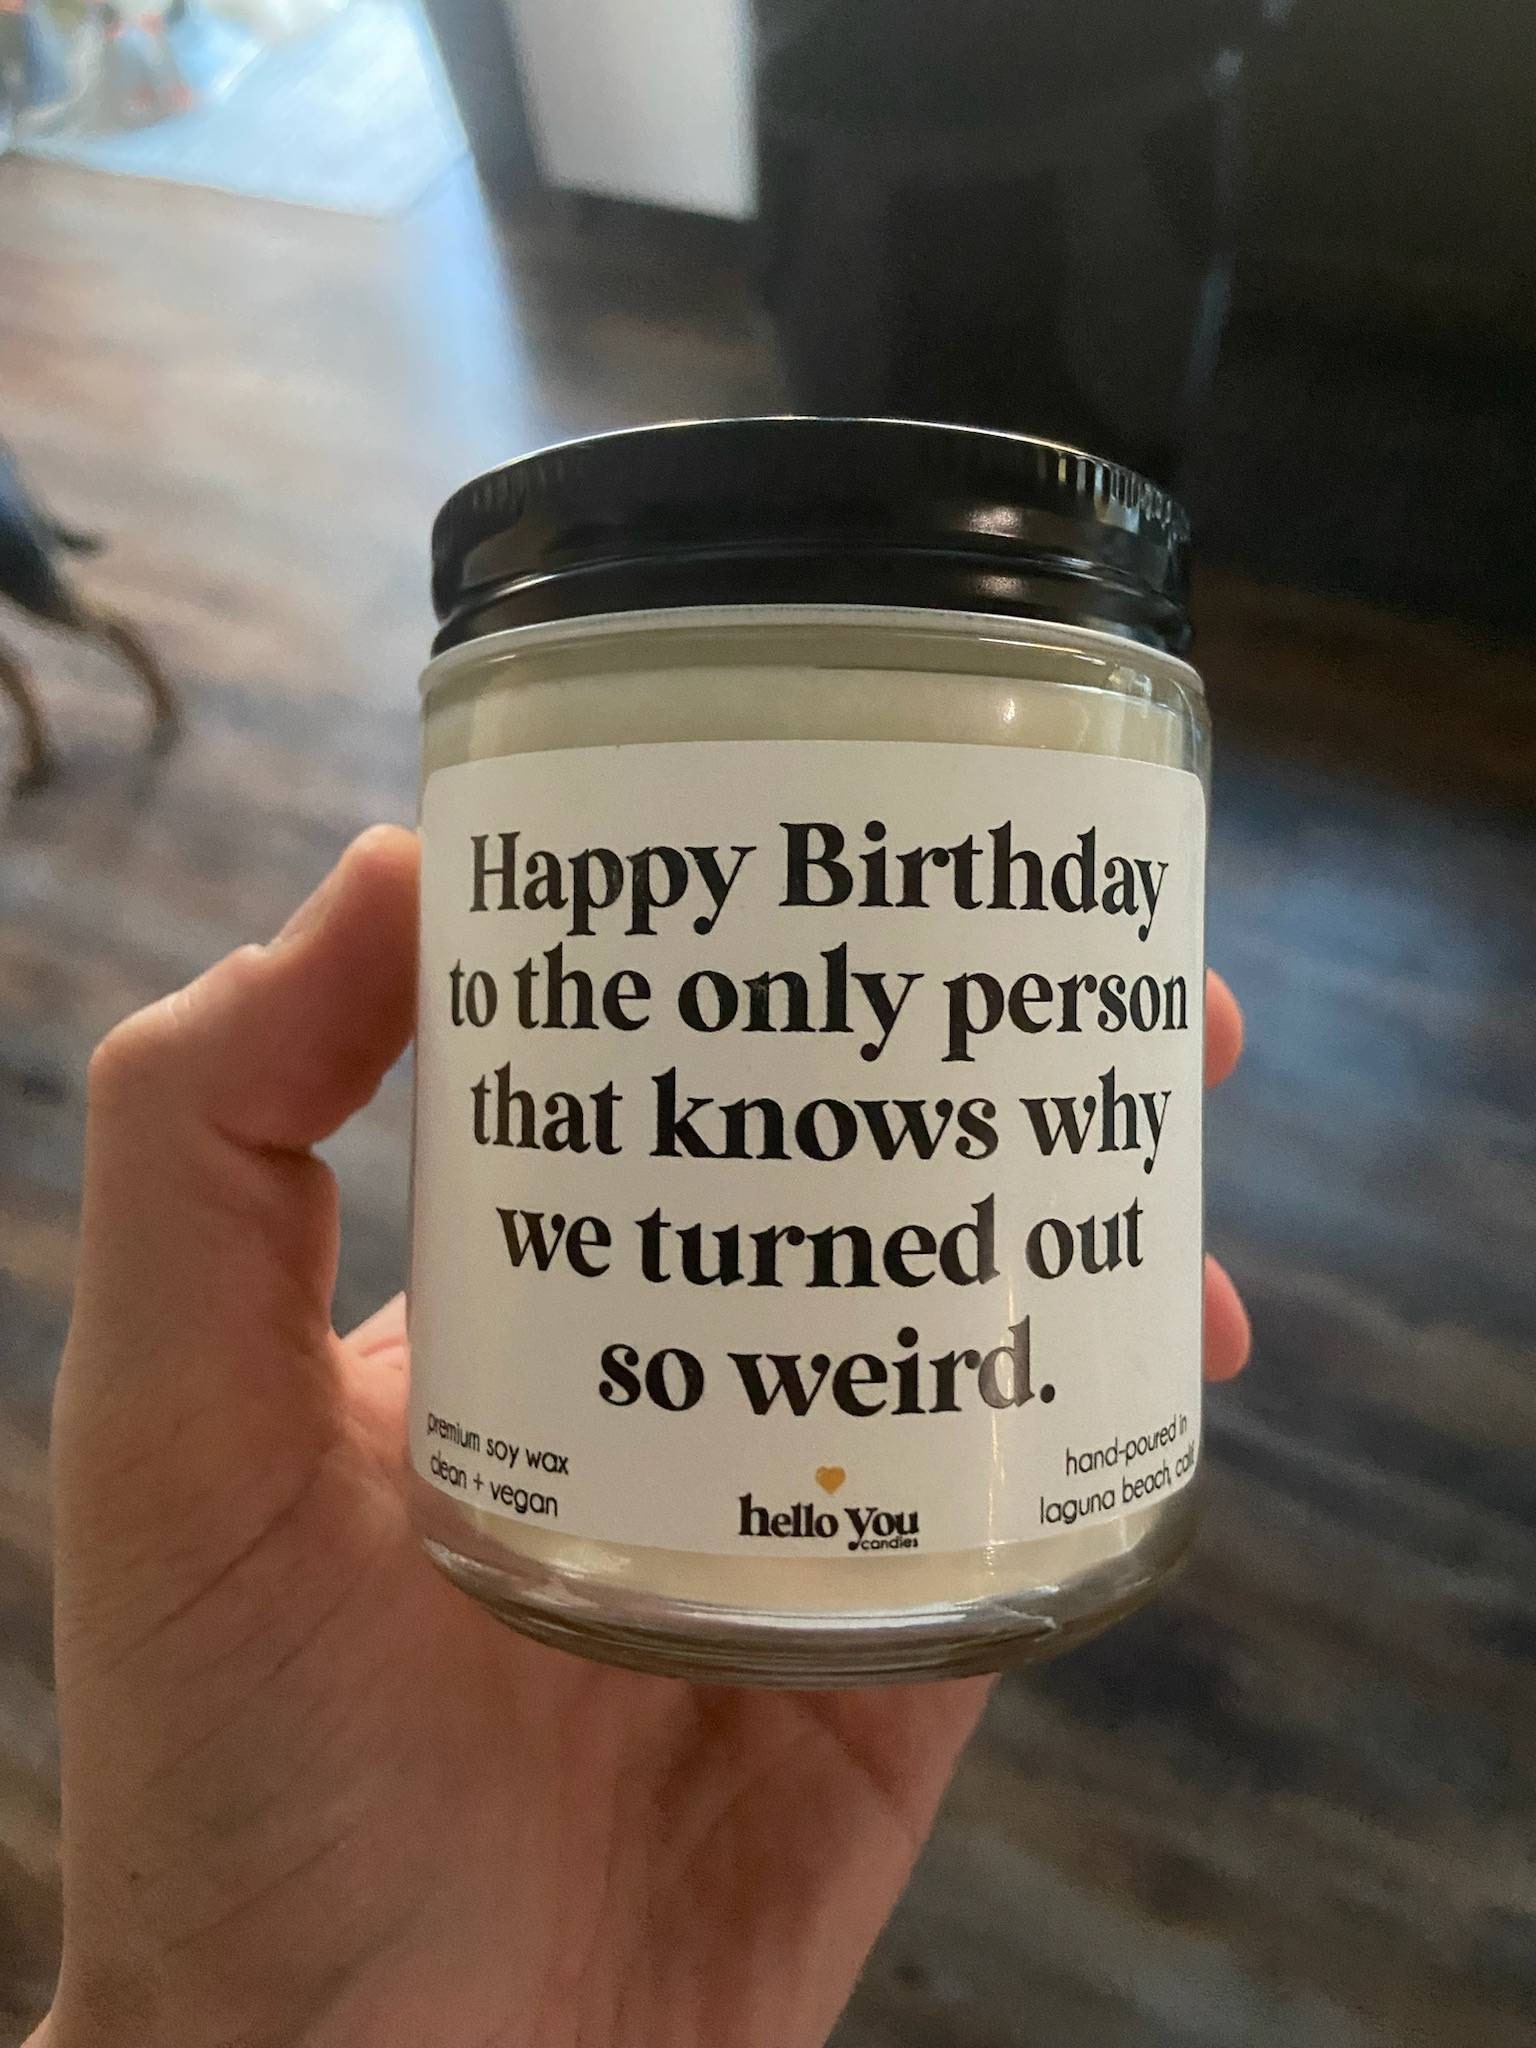 Happy Birthday
to the only person
that knows why
we turned out
so weird.
premium soy wax
clean + vegan
hello you
candles
hand-poured in
laguna beach,